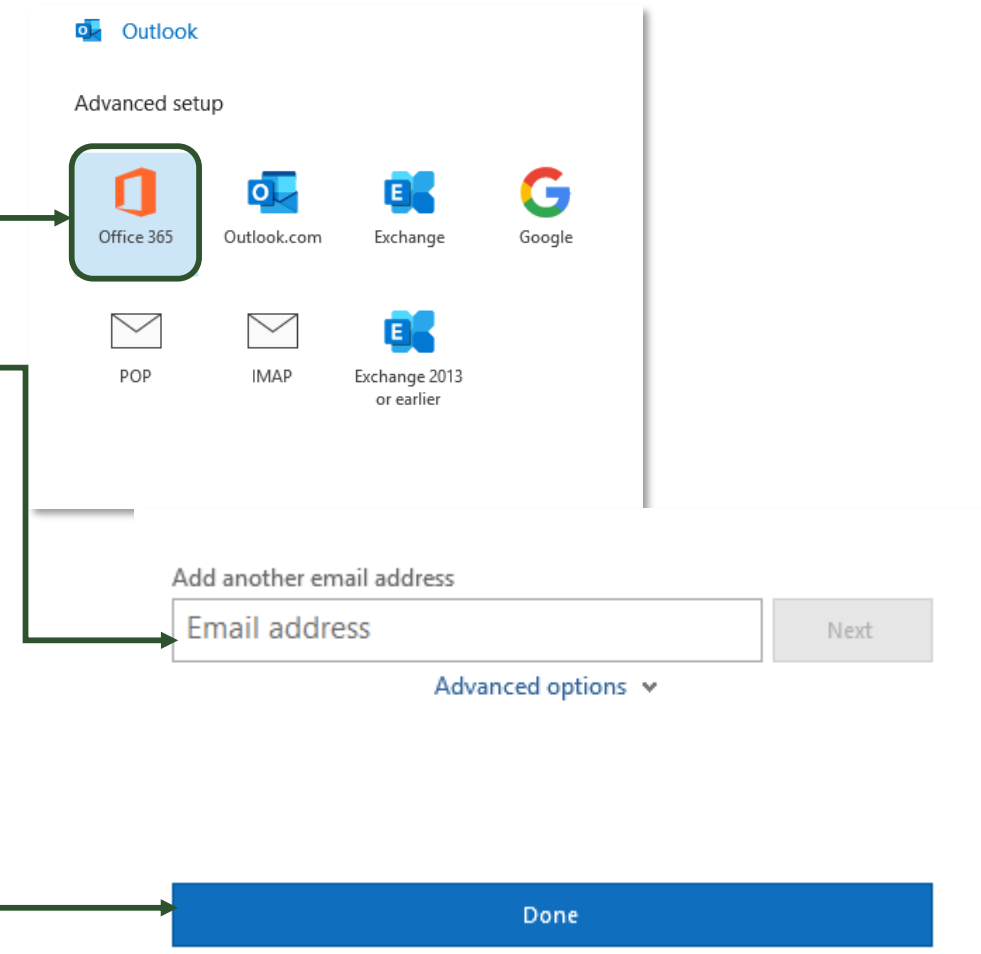 Outlook
Advanced setup
Office 365 Outlook.com Exchange Google
POP IMAP Exchange 2013
or earlier
Add another email address
Email address Next
Advanced options
Done